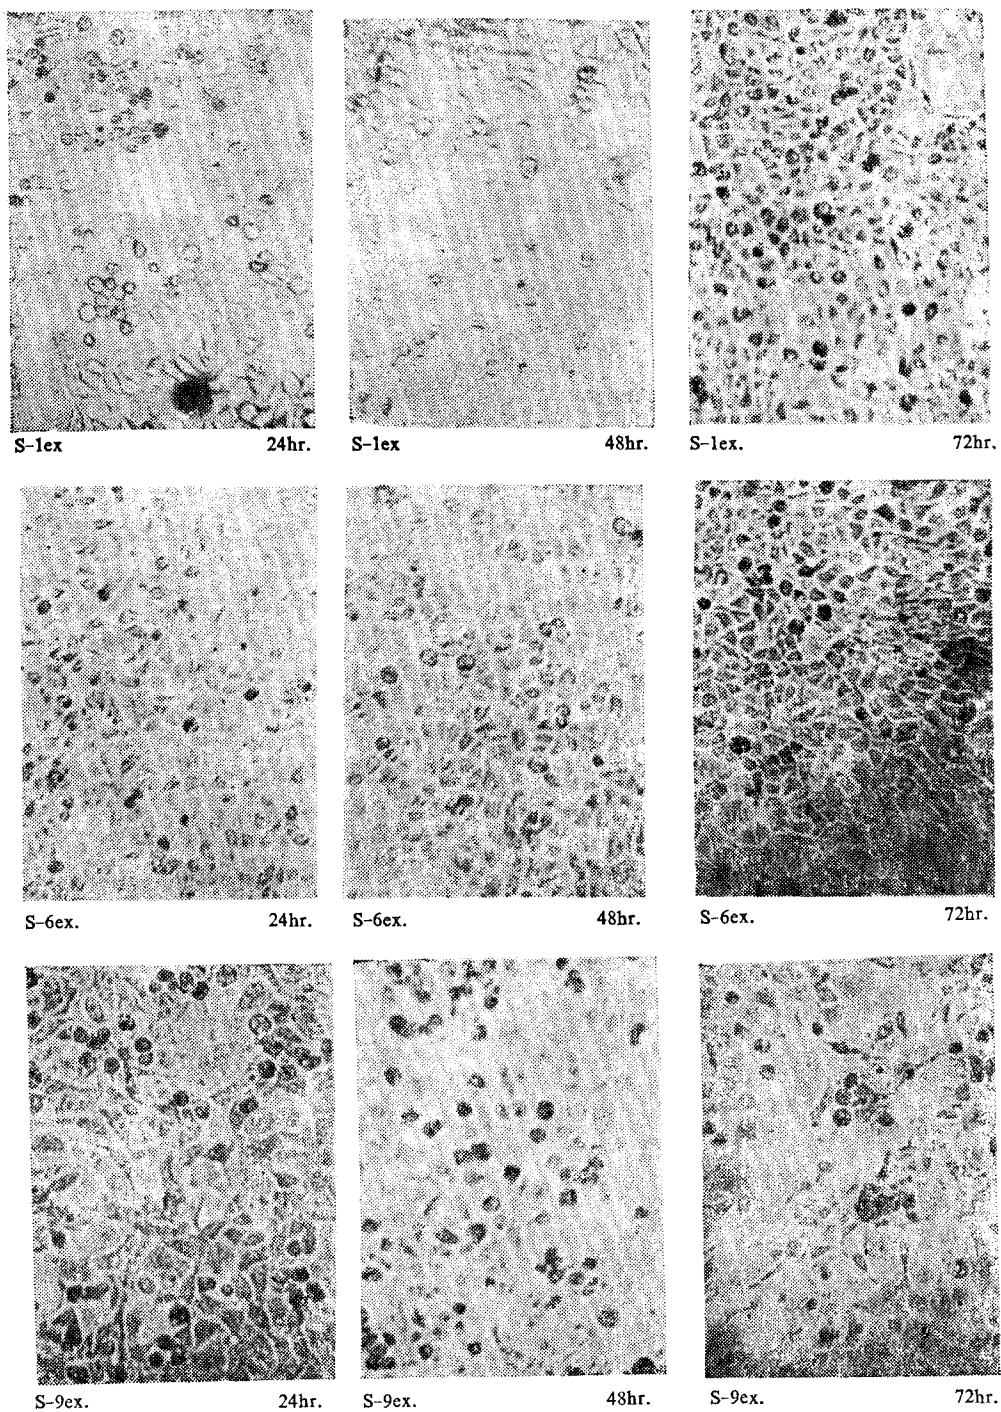 S-1ex 24hr. S-1ex 48hr. S-1ex. 72hr.
S-6ex. 24hr. S-6ex. 48hr. S-6ex. 72hr.
S-9ex. 24hr. S-9ex. 48hr. S-9ex. 72hr.